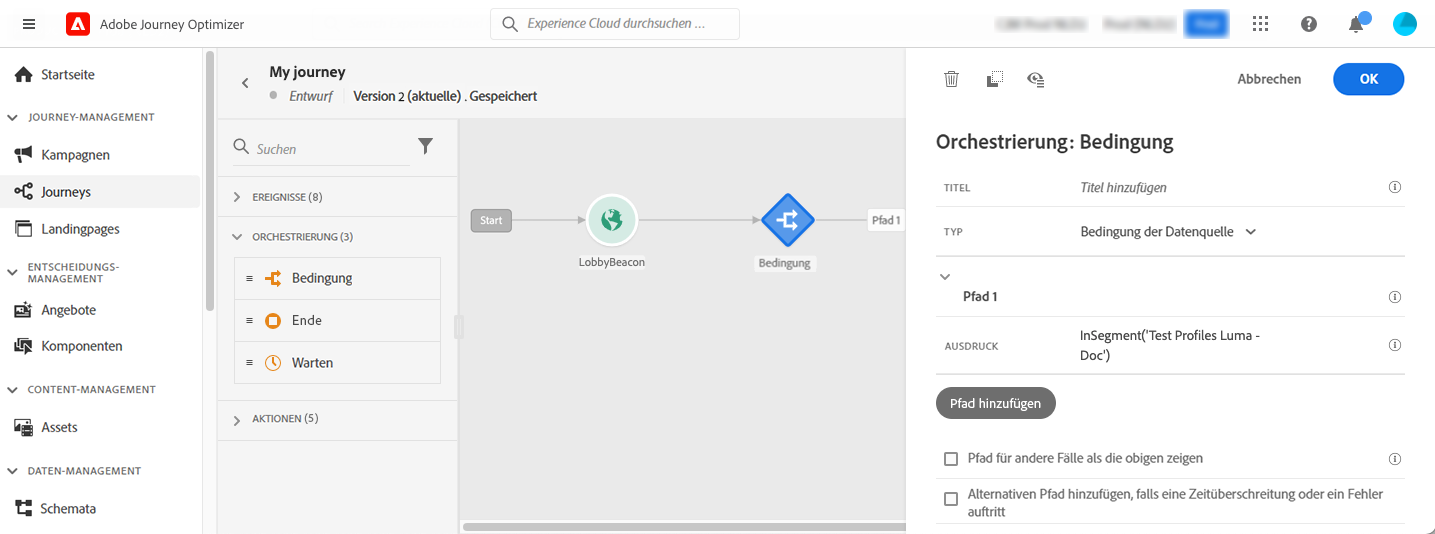 Adobe Journey Optimizer
Experience Cloud durchsuchen ...
Startseite
JOURNEY-MANAGEMENT
Kampagnen
Journeys
Landingpages
ENTSCHEIDUNGS-
MANAGEMENT
Angebote
Komponenten
CONTENT-MANAGEMENT
Assets
DATEN-MANAGEMENT
Schemata
My journey
Entwurf
Version 2 (aktuelle) . Gespeichert
Suchen
EREIGNISSE (8)
ORCHESTRIERUNG (3)
Bedingung
Ende
Warten
AKTIONEN (5)
Start
LobbyBeacon
Bedingung
Pfad 1
Abbrechen
OK
Orchestrierung: Bedingung
TITEL
Titel hinzufügen
TYP
Bedingung der Datenquelle
Pfad 1
AUSDRUCK
InSegment('Test Profiles Luma -
Doc')
Pfad hinzufügen
Pfad für andere Fälle als die obigen zeigen
Alternativen Pfad hinzufügen, falls eine Zeitüberschreitung oder ein Fehler
auftritt